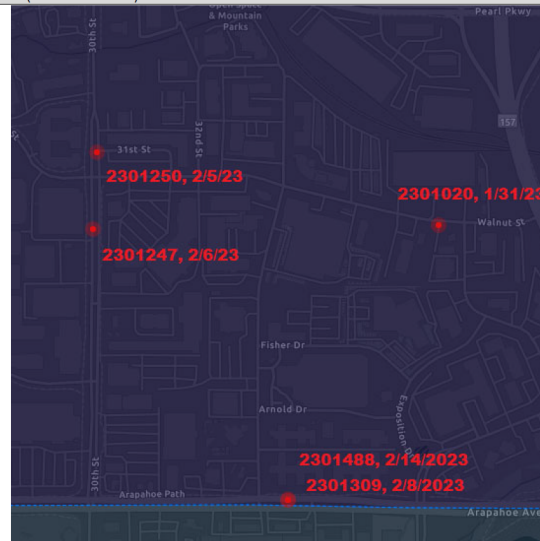 Open Space
& Mountain
Parks
Pearl Pkwy
30th St
32nd St
157
31st St
2301250, 2/5/23
2301020, 1/31/23
Walnut St
2301247, 2/6/23
Fisher Dr
Exposition Dr
Arnold Dr
30th St
2301488, 2/14/2023
2301309, 2/8/2023
Arapahoe Path
Arapahoe Ave